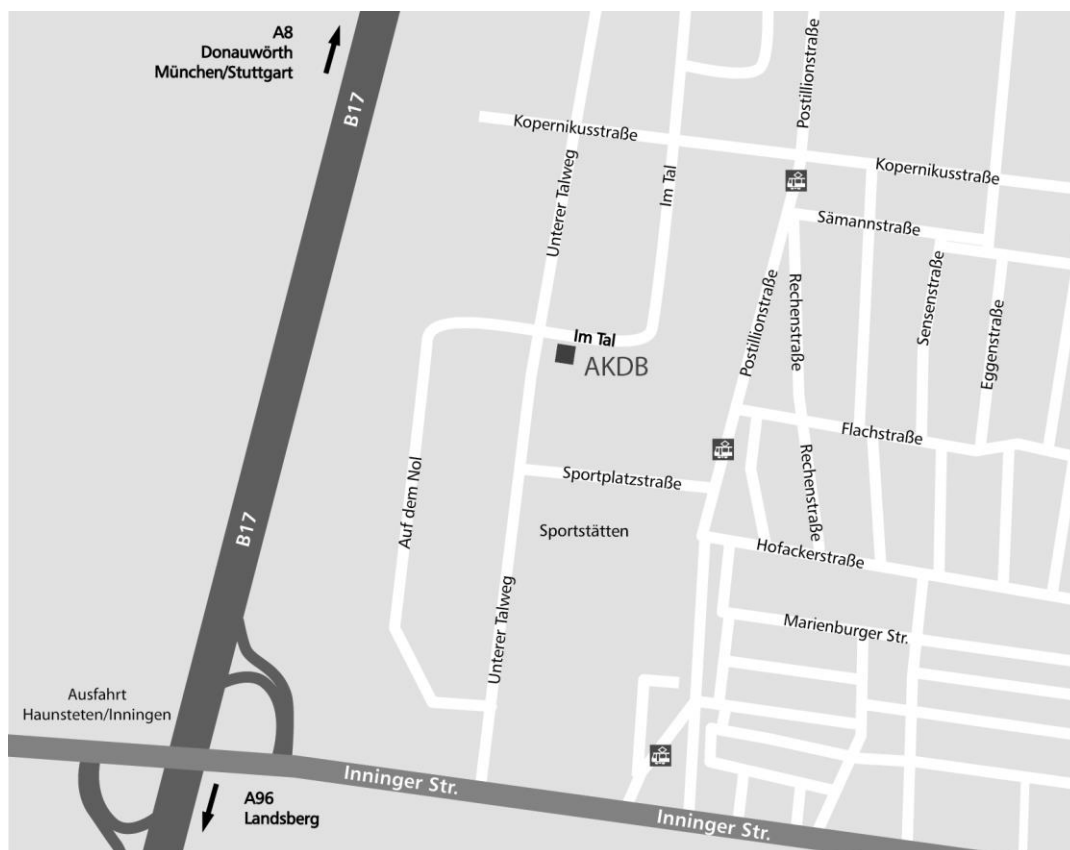 A8
Donauwörth
München/Stuttgart
B17
Postillionstraße
Kopernikusstraße
Kopernikusstraße
Unterer Talweg
Im Tal
Sämannstraße
Sensenstraße
Eggenstraße
Rechenstraße
Postillionstraße
Im Tal
AKDB
Flachstraße
Rechenstraße
Auf dem Nol
Sportplatzstraße
Sportstätten
B17
Hofackerstraße
Unterer Talweg
Marienburger Str.
Ausfahrt
Haunsteten/Inningen
Inninger Str.
A96
Landsberg
Inninger Str.